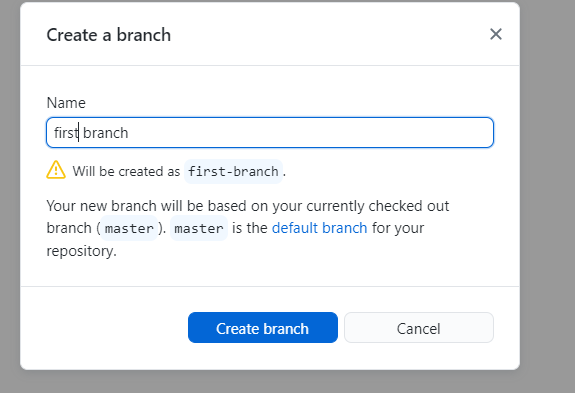 Create a branch
Name
first branch
Will be created as first-branch.
Your new branch will be based on your currently checked out
branch (master). master is the default branch for your
repository.
Create branch
Cancel